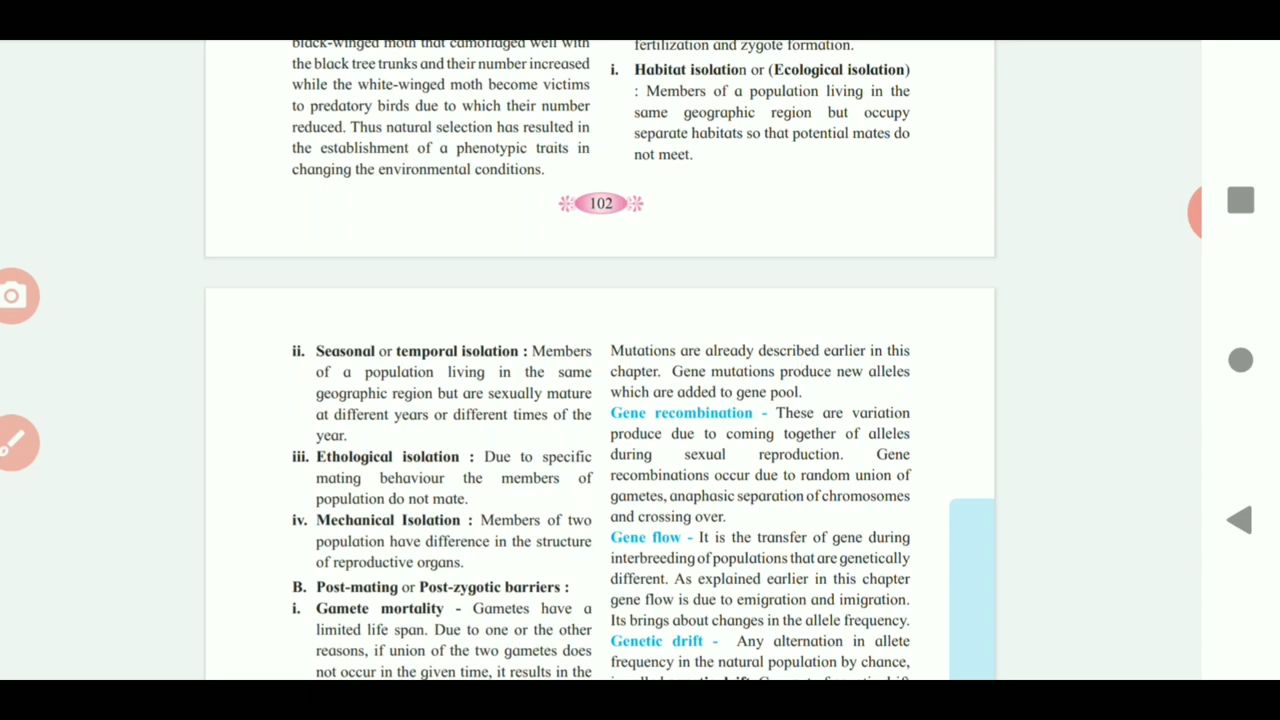 black-winged moth that camoflaged well with
the black tree trunks and their number increased
while the white-winged moth become victims
to predatory birds due to which their number
reduced. Thus natural selection has resulted in
the establishment of a phenotypic traits in
changing the environmental conditions.
fertilization and zygote formation.
i. Habitat isolation or (Ecological isolation)
: Members of a population living in the
same geographic region but occupy
separate habitats so that potential mates do
not meet.
102
ii. Seasonal or temporal isolation : Members
of a population living in the same
geographic region but are sexually mature
at different years or different times of the
year.
iii. Ethological isolation : Due to specific
mating behaviour the members of
population do not mate.
iv. Mechanical Isolation : Members of two
population have difference in the structure
of reproductive organs.
B. Post-mating or Post-zygotic barriers :
i. Gamete mortality - Gametes have a
limited life span. Due to one or the other
reasons, if union of the two gametes does
not occur in the given time, it results in the
Mutations are already described earlier in this
chapter. Gene mutations produce new alleles
which are added to gene pool.
Gene recombination - These are variation
produce due to coming together of alleles
during sexual reproduction. Gene
recombinations occur due to random union of
gametes, anaphasic separation of chromosomes
and crossing over.
Gene flow - It is the transfer of gene during
interbreeding of populations that are genetically
different. As explained earlier in this chapter
gene flow is due to emigration and imigration.
Its brings about changes in the allele frequency.
Genetic drift - Any alternation in allete
frequency in the natural population by chance,